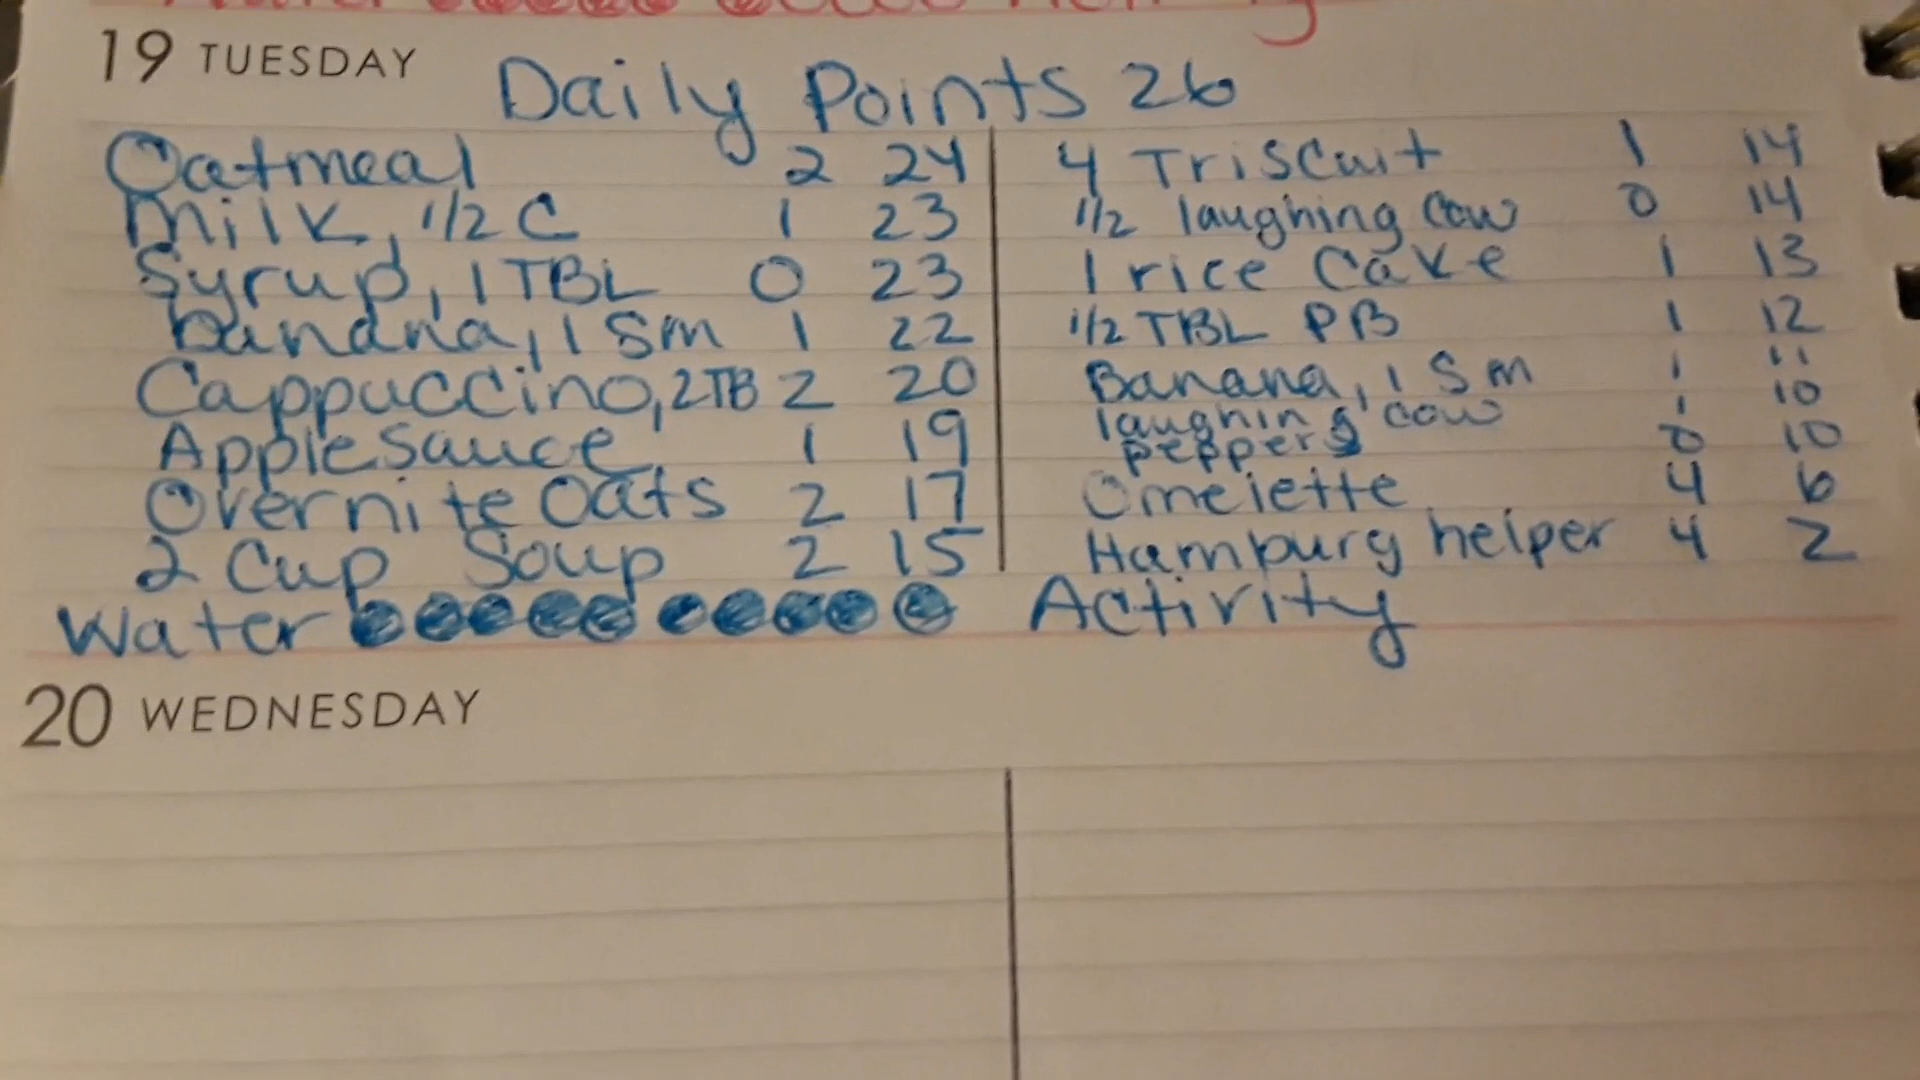 19 TUESDAY
Daily Points 26
Oatmeal 2 24
Milk, 1/2 C 1 23
Syrup, 1 TBL 0 23
banana, 1 Sm 1 22
Cappuccino, 2TB 2 20
Applesauce 1 19
Overnite Oats 2 17
2 Cup Soup 2 15
4 Triscuit 1 14
1/2 laughing cow 0 14
1 rice Cake 1 13
1/2 TBL PB 1 12
Banana, 1 Sm 1 11
laughing cow 1 10
peppers 0 10
Omelette 4 6
Hamburg helper 4 2
Water
Activity
20 WEDNESDAY